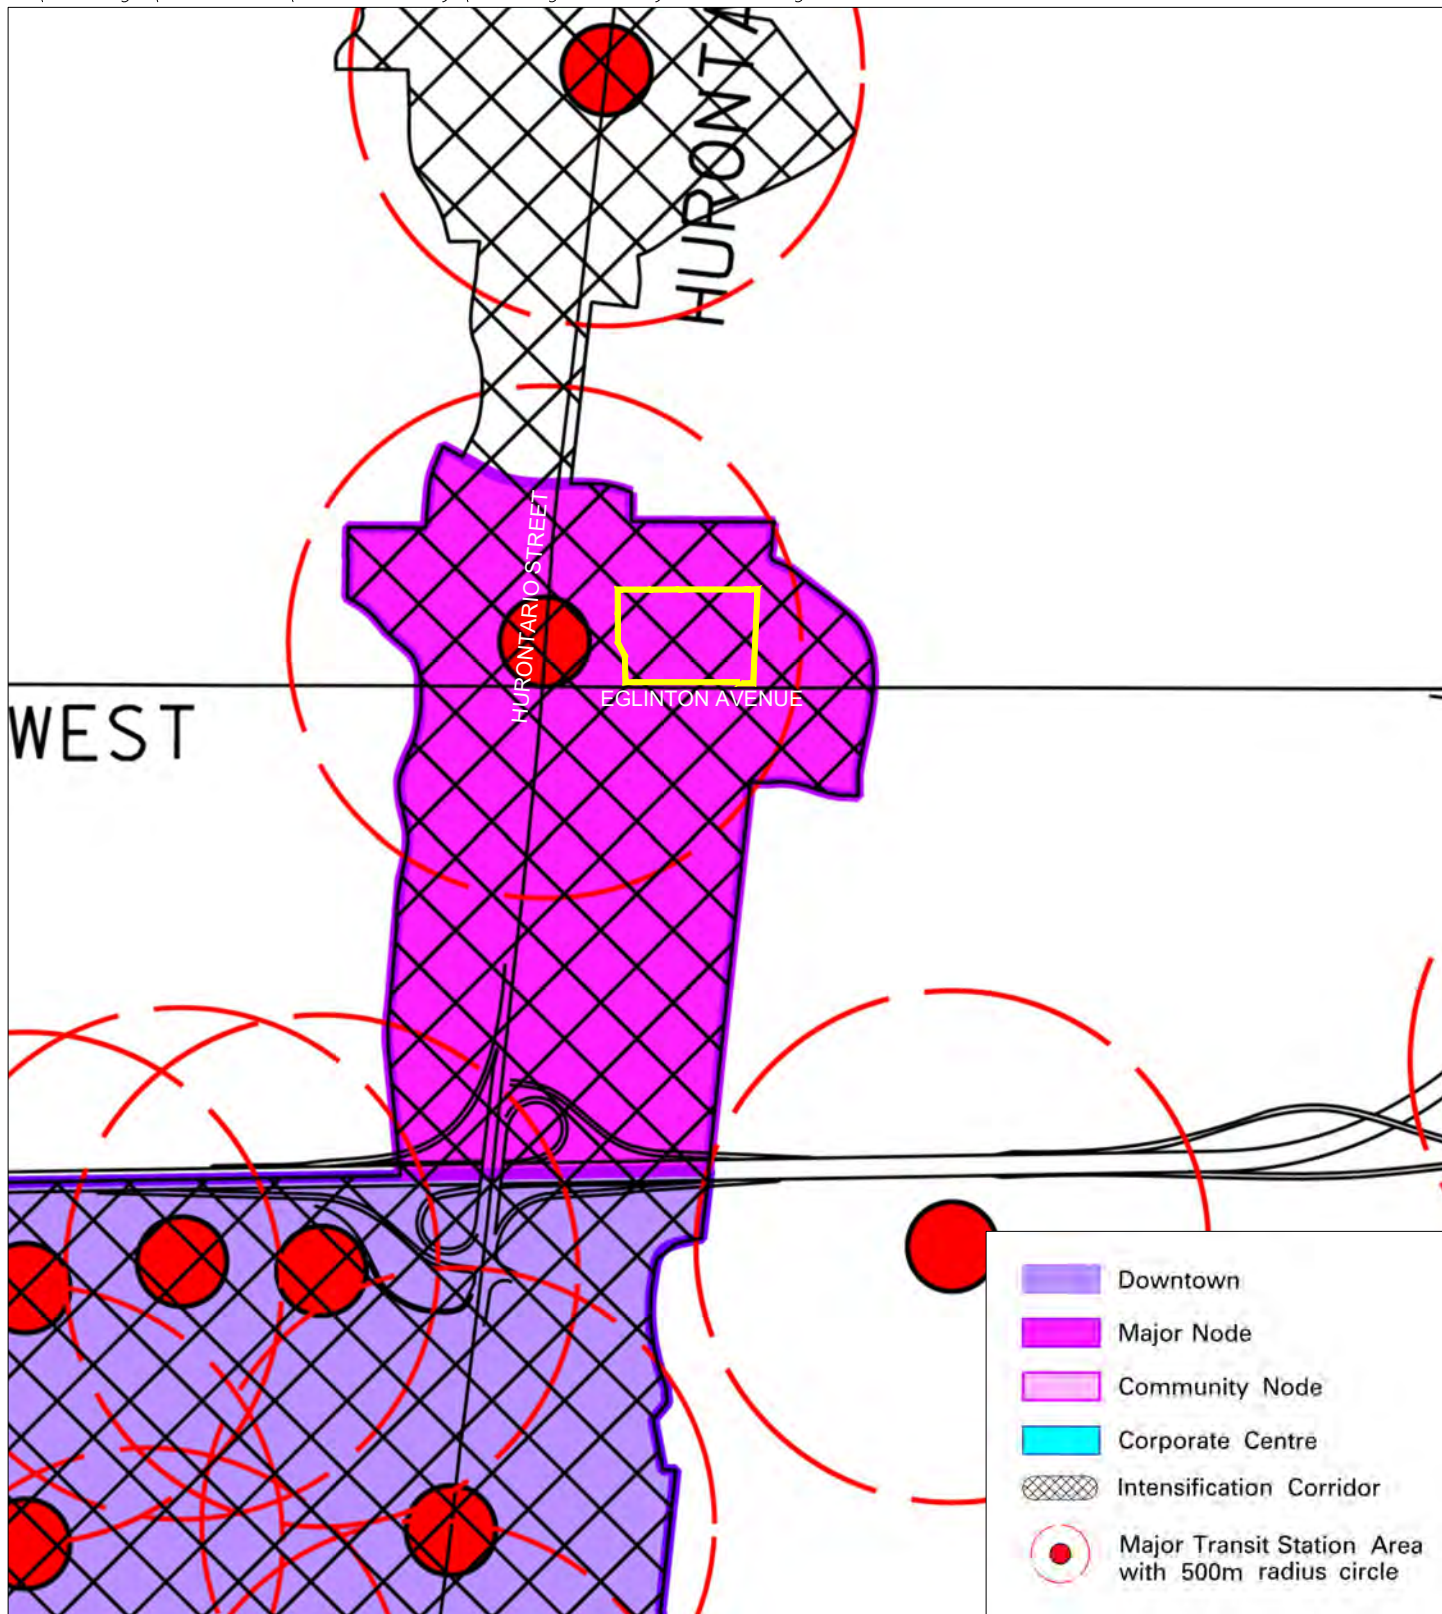 HURONTA
HURONTARIO STREET
EGLINTON AVENUE
WEST
Downtown
Major Node
Community Node
Corporate Centre
Intensification Corridor
Major Transit Station Area
with 500m radius circle